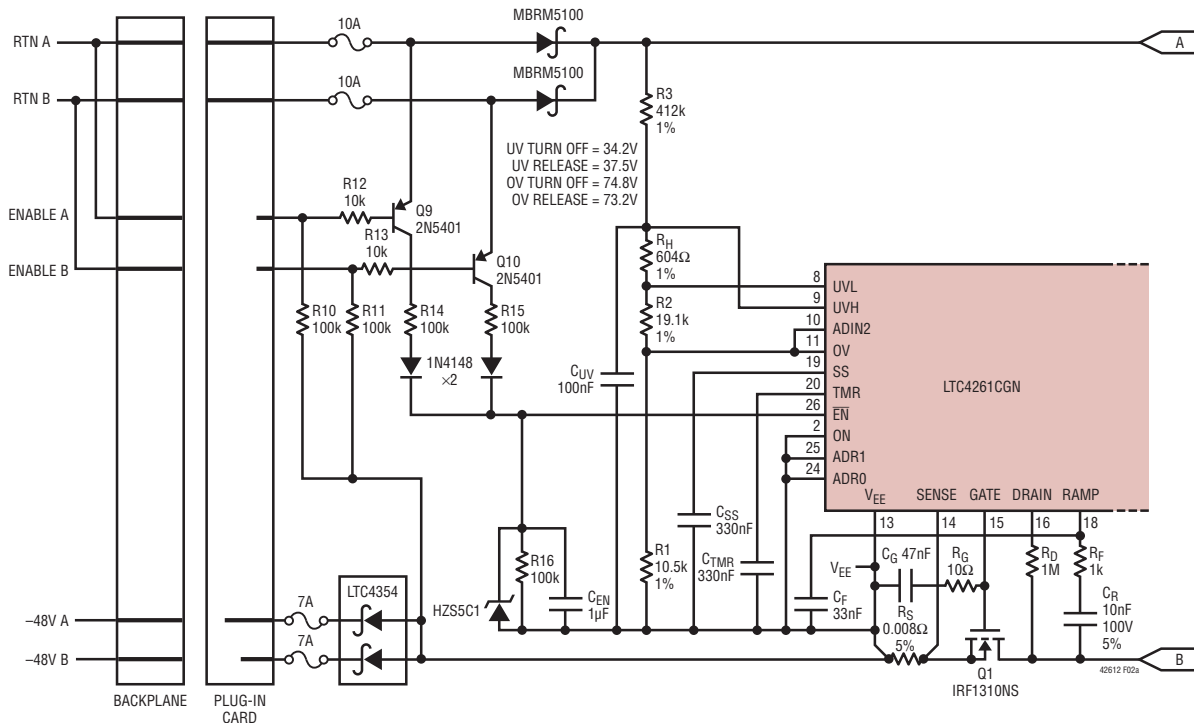 MBRM5100
RTN A
10A
A
MBRM5100
RTN B
10A
R3
412k
1%
UV TURN OFF = 34.2V
UV RELEASE = 37.5V
OV TURN OFF = 74.8V
OV RELEASE = 73.2V
R12
10k
ENABLE A
Q9
2N5401
R13
10k
ENABLE B
Q10
2N5401
RH
604Ω
1%
R10
100k
R11
100k
R14
100k
R15
100k
R2
19.1k
1%
1N4148
×2
CUV
100nF
8
UVL
9
UVH
10
ADIN2
11
OV
19
SS
20
TMR
26
EN
2
ON
25
ADR1
24
ADR0
LTC4261CGN
VEE
SENSE
GATE
DRAIN
RAMP
13
14
15
16
18
CSS
330nF
CTMR
330nF
R1
10.5k
1%
R16
100k
HZS5C1
CEN
1µF
VEE
CG 47nF
RG
10Ω
RD
1M
RF
1k
CF
33nF
RS
0.008Ω
5%
CR
10nF
100V
5%
LTC4354
–48V A
7A
–48V B
7A
B
Q1
IRF1310NS
42612 F02a
BACKPLANE
PLUG-IN
CARD